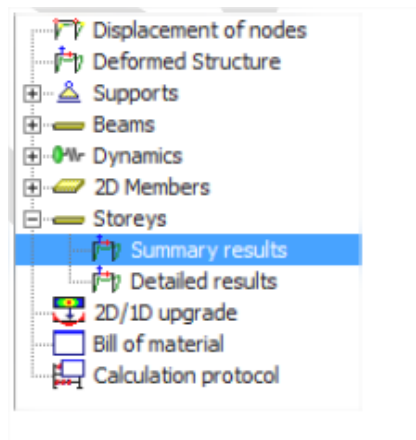 Displacement of nodes
Deformed Structure
Supports
Beams
Dynamics
2D Members
Storeys
Summary results
Detailed results
2D/1D upgrade
Bill of material
Calculation protocol